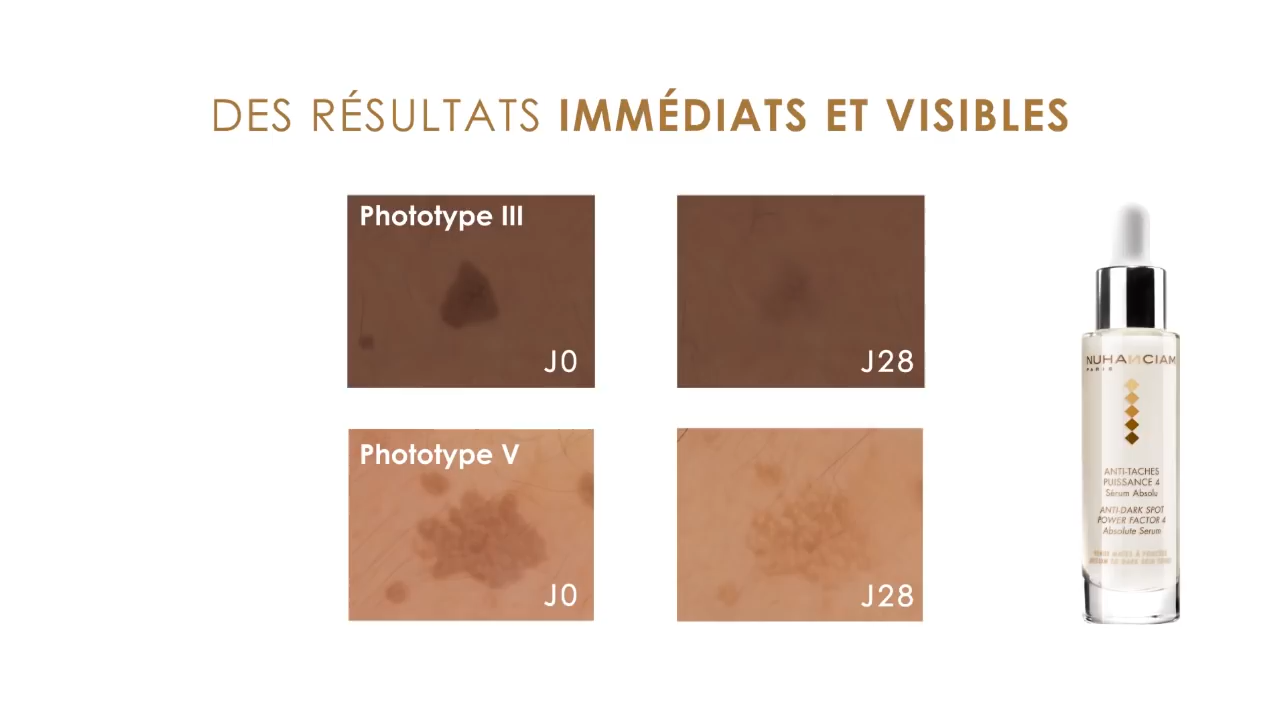 DES RÉSULTATS IMMÉDIATS ET VISIBLES
Phototype III
J0
J28
Phototype V
J0
J28
NUHANCIAM
PARIS
ANTI-TACHES
PUISSANCE 4
Sérum Absolu
ANTI-DARK SPOT
POWER FACTOR 4
Absolute Serum